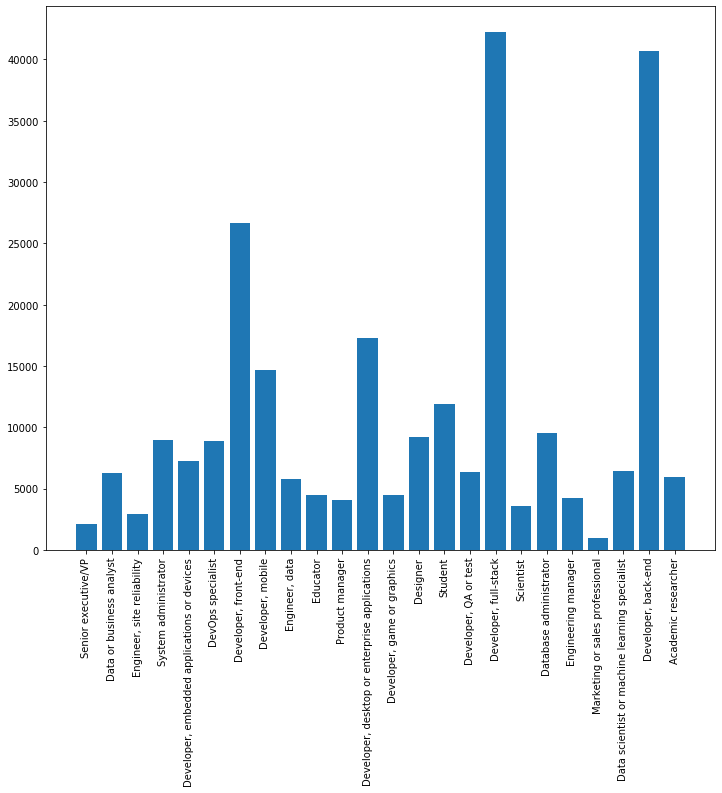 40000
35000
30000
25000
20000
15000
10000
5000
0
Senior executive/VP
Data or business analyst
Engineer, site reliability
System administrator
Developer, embedded applications or devices
DevOps specialist
Developer, front-end
Developer, mobile
Engineer, data
Educator
Product manager
Developer, desktop or enterprise applications
Developer, game or graphics
Designer
Student
Developer, QA or test
Developer, full-stack
Scientist
Database administrator
Engineering manager
Marketing or sales professional
Data scientist or machine learning specialist
Developer, back-end
Academic researcher